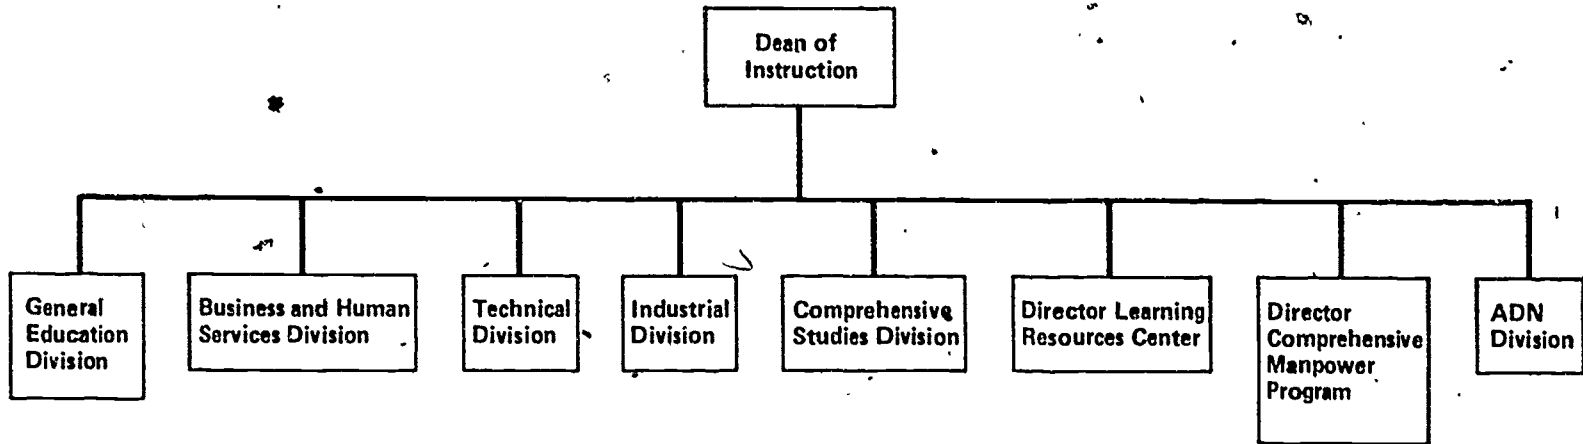 Dean of
Instruction
General
Education
Division
Business and Human
Services Division
Technical
Division
Industrial
Division
Comprehensive
Studies Division
Director Learning
Resources Center
Director
Comprehensive
Manpower
Program
ADN
Division